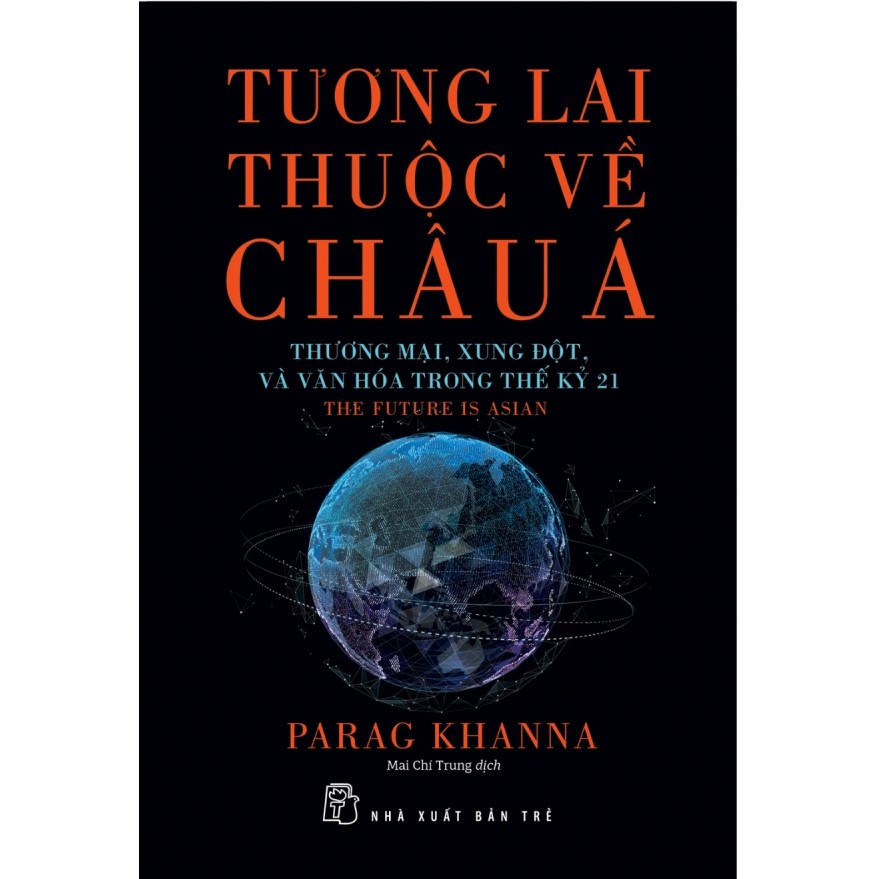 TƯƠNG LAI
THUỘC VỀ
CHÂU Á
THƯƠNG MẠI, XUNG ĐỘT,
VÀ VĂN HÓA TRONG THẾ KỶ 21
THE FUTURE IS ASIAN
PARAG KHANNA
Mai Chí Trung dịch
NHÀ XUẤT BẢN TRẺ